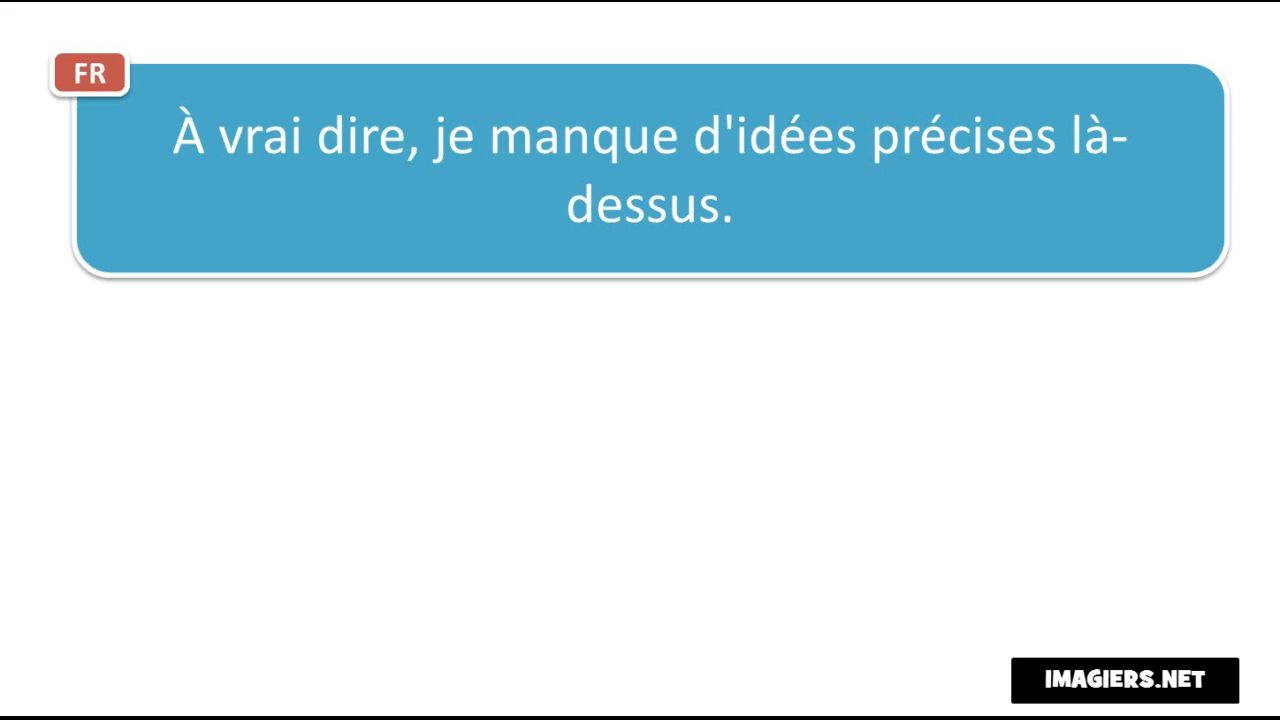 FR
À vrai dire, je manque d'idées précises là-
dessus.
IMAGIERS.NET